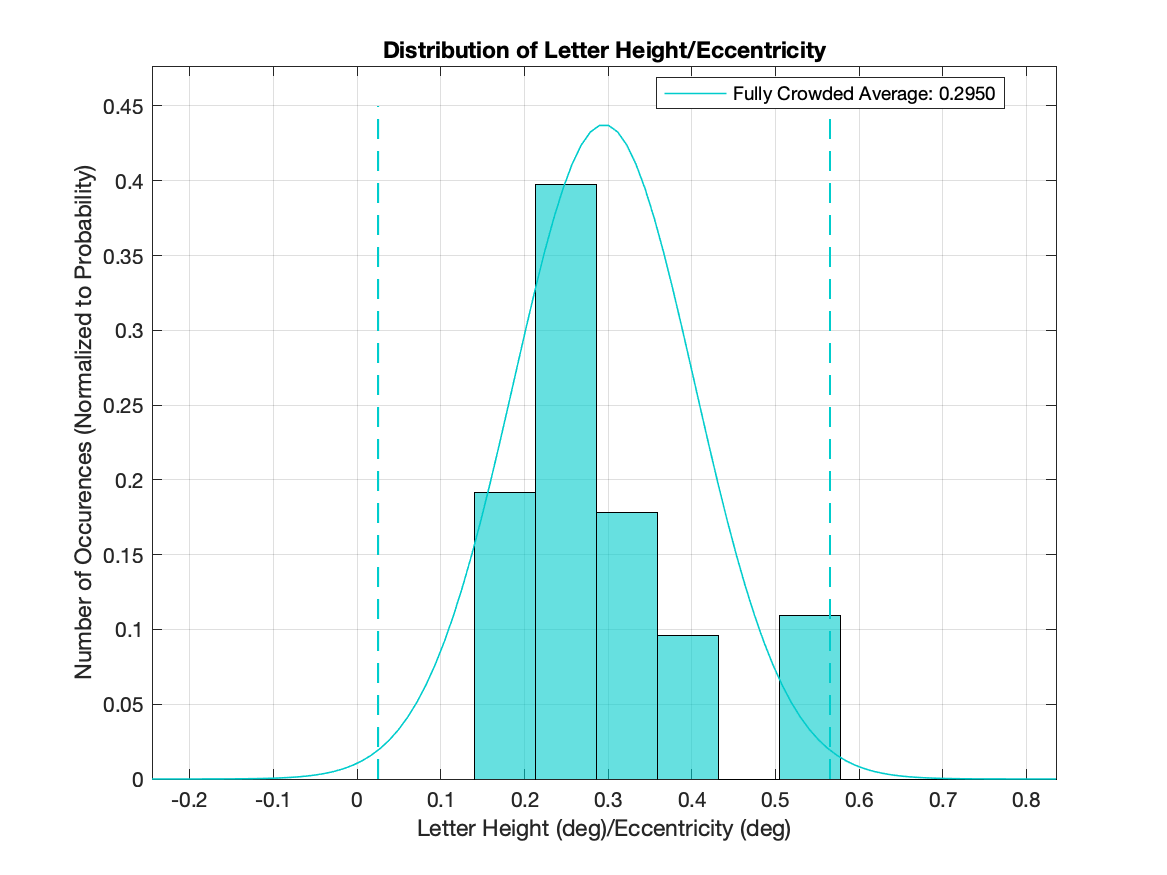 Distribution of Letter Height/Eccentricity
Fully Crowded Average: 0.2950
Number of Occurences (Normalized to Probability)
0.45
0.4
0.35
0.3
0.25
0.2
0.15
0.1
0.05
0
-0.2 -0.1 0 0.1 0.2 0.3 0.4 0.5 0.6 0.7 0.8
Letter Height (deg)/Eccentricity (deg)